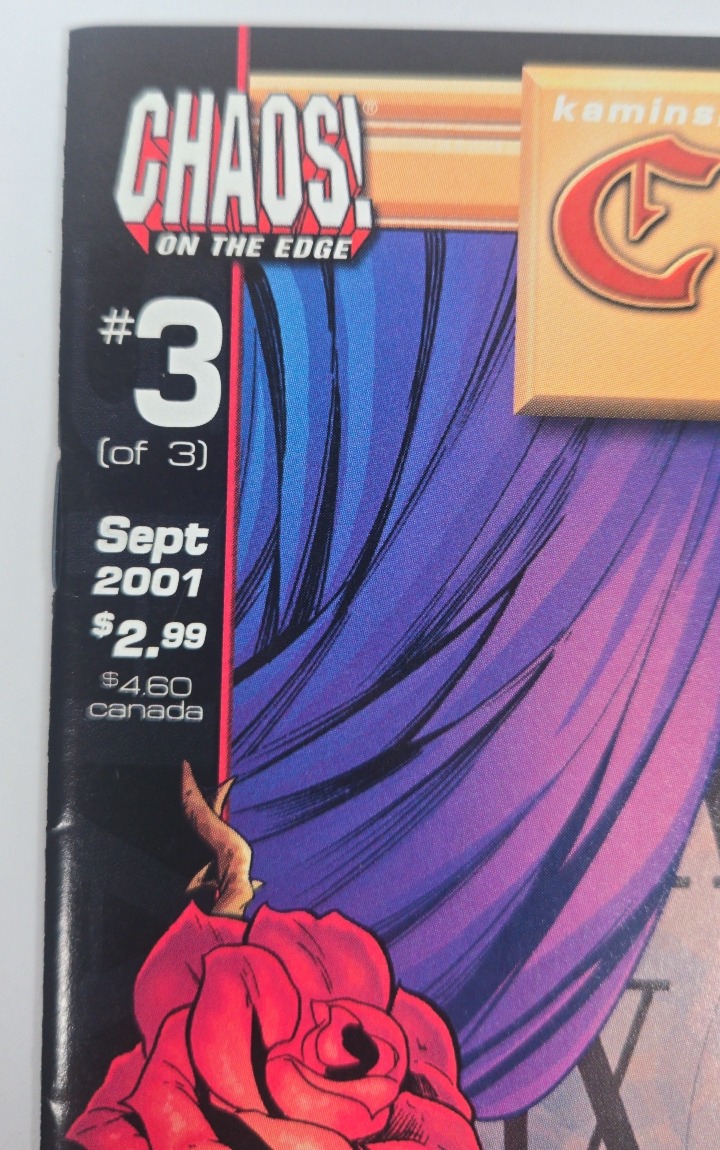 CHAOS!®
ON THE EDGE
#3
(of 3)
Sept
2001
$2.99
$4.60
canada
C
X